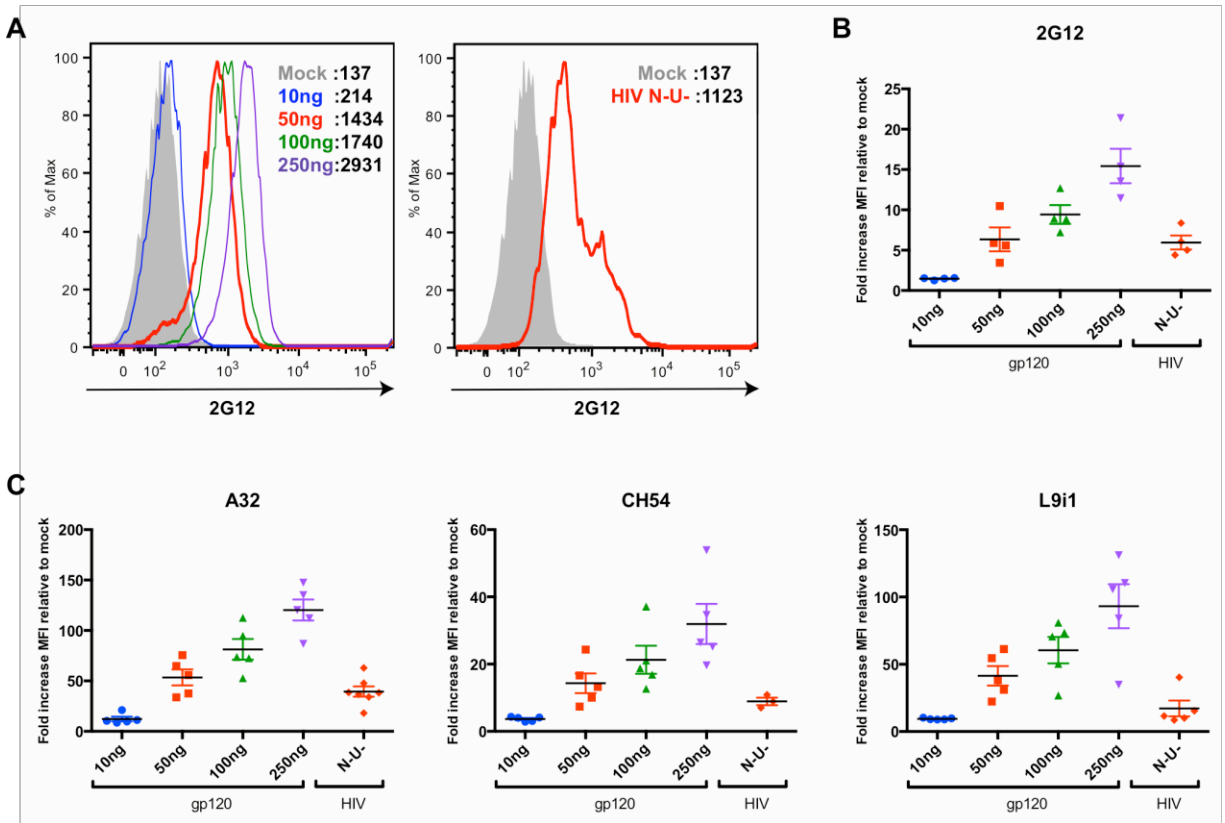 A
% of Max
100
80
60
40
20
0
Mock :137
10ng :214
50ng :1434
100ng:1740
250ng:2931
0 10² 10³ 10⁴ 10⁵
2G12
% of Max
100
80
60
40
20
0
Mock :137
HIV N-U- :1123
0 10² 10³ 10⁴ 10⁵
2G12
B
2G12
Fold increase MFI relative to mock
25
20
15
10
5
0
10ng 50ng 100ng 250ng N-U-
gp120 HIV
C
A32
Fold increase MFI relative to mock
200
150
100
50
0
10ng 50ng 100ng 250ng N-U-
gp120 HIV
CH54
Fold increase MFI relative to mock
60
40
20
0
10ng 50ng 100ng 250ng N-U-
gp120 HIV
L9i1
Fold increase MFI relative to mock
150
100
50
0
10ng 50ng 100ng 250ng N-U-
gp120 HIV